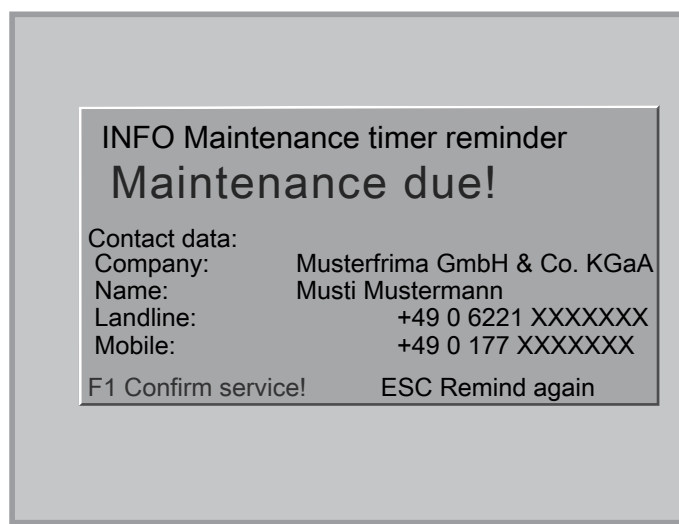 INFO Maintenance timer reminder
Maintenance due!
Contact data:
Company: Musterfrima GmbH & Co. KGaA
Name: Musti Mustermann
Landline: +49 0 6221 XXXXXXX
Mobile: +49 0 177 XXXXXXX
F1 Confirm service! ESC Remind again